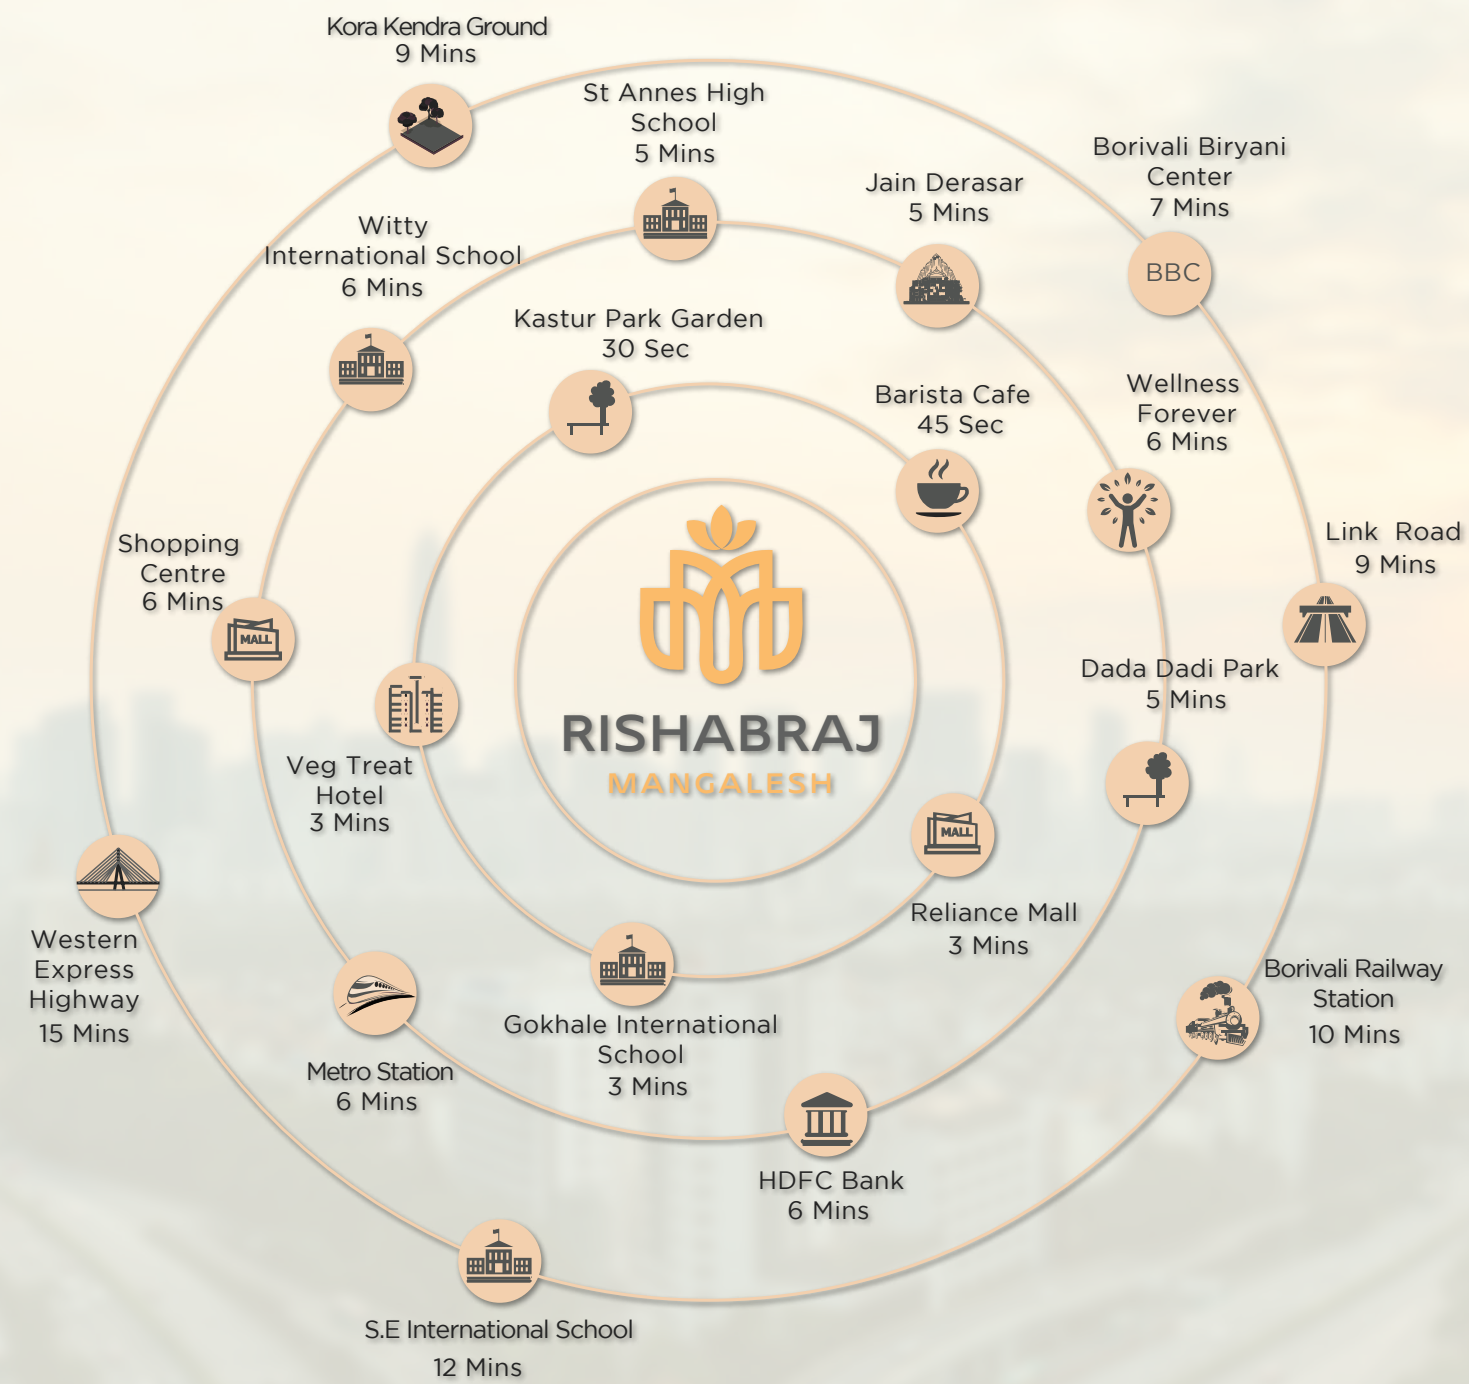 Kora Kendra Ground
9 Mins
St Annes High
School
5 Mins
Borivali Biryani
Center
7 Mins
BBC
Jain Derasar
5 Mins
Witty
International School
6 Mins
Kastur Park Garden
30 Sec
Barista Cafe
45 Sec
Wellness
Forever
6 Mins
Link Road
9 Mins
Shopping
Centre
6 Mins
MALL
Dada Dadi Park
5 Mins
RISHABRAJ
MANGALESH
Veg Treat
Hotel
3 Mins
MALL
Reliance Mall
3 Mins
Western
Express
Highway
15 Mins
Borivali Railway
Station
10 Mins
Gokhale International
School
3 Mins
Metro Station
6 Mins
HDFC Bank
6 Mins
S.E International School
12 Mins